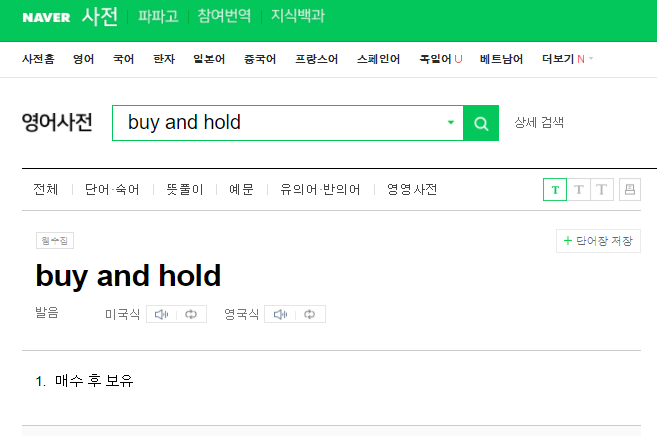 NAVER 사전 파파고 참여번역 지식백과
사전홈 영어 국어 한자 일본어 중국어 프랑스어 스페인어 독일어 U 베트남어 더보기 N
영어사전 buy and hold 상세 검색
전체 단어·숙어 뜻풀이 예문 유의어·반의어 영영사전 T T T
웹수집 + 단어장 저장
buy and hold
발음 미국식 영국식
1. 매수 후 보유